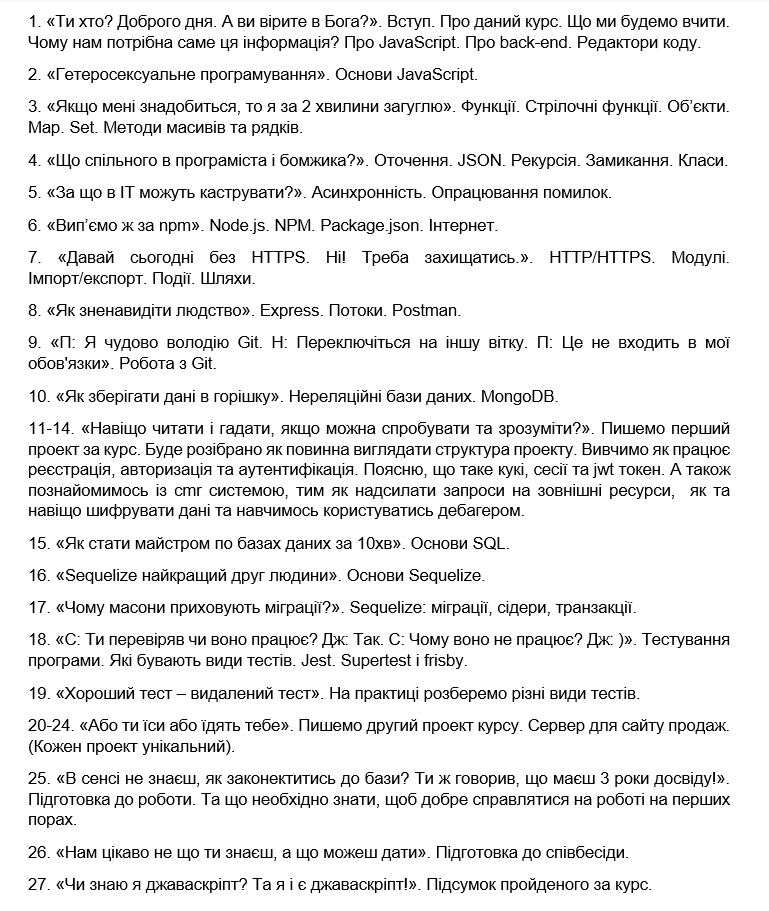 1. «Ти хто? Доброго дня. А ви вірите в Бога?». Вступ. Про даний курс. Що ми будемо вчити.
Чому нам потрібна саме ця інформація? Про JavaScript. Про back-end. Редактори коду.
2. «Гетеросексуальне програмування». Основи JavaScript.
3. «Якщо мені знадобиться, то я за 2 хвилини загуглю». Функції. Стрілочні функції. Об’єкти.
Map. Set. Методи масивів та рядків.
4. «Що спільного в програміста і бомжика?». Оточення. JSON. Рекурсія. Замикання. Класи.
5. «За що в IT можуть каструвати?». Асинхронність. Опрацювання помилок.
6. «Вип’ємо ж за npm». Node.js. NPM. Package.json. Інтернет.
7. «Давай сьогодні без HTTPS. Ні! Треба захищатись.». HTTP/HTTPS. Модулі.
Імпорт/експорт. Події. Шляхи.
8. «Як зненавидіти людство». Express. Потоки. Postman.
9. «П: Я чудово володію Git. Н: Переключіться на іншу вітку. П: Це не входить в мої
обов'язки». Робота з Git.
10. «Як зберігати дані в горішку». Нереляційні бази даних. MongoDB.
11-14. «Навіщо читати і гадати, якщо можна спробувати та зрозуміти?». Пишемо перший
проект за курс. Буде розібрано як повинна виглядати структура проекту. Вивчимо як працює
реєстрація, авторизація та аутентифікація. Поясню, що таке кукі, сесії та jwt токен. А також
познайомимось із cmr системою, тим як надсилати запроси на зовнішні ресурси, як та
навіщо шифрувати дані та навчимось користуватись дебагером.
15. «Як стати майстром по базах даних за 10хв». Основи SQL.
16. «Sequelize найкращий друг людини». Основи Sequelize.
17. «Чому масони приховують міграції?». Sequelize: міграції, сідери, транзакції.
18. «С: Ти перевіряв чи воно працює? Дж: Так. С: Чому воно не працює? Дж: )». Тестування
програми. Які бувають види тестів. Jest. Supertest і frisby.
19. «Хороший тест – видалений тест». На практиці розберемо різні види тестів.
20-24. «Або ти їси або їдять тебе». Пишемо другий проект курсу. Сервер для сайту продаж.
(Кожен проект унікальний).
25. «В сенсі не знаєш, як законектитись до бази? Ти ж говорив, що маєш 3 роки досвіду!».
Підготовка до роботи. Та що необхідно знати, щоб добре справлятися на роботі на перших
порах.
26. «Нам цікаво не що ти знаєш, а що можеш дати». Підготовка до співбесіди.
27. «Чи знаю я джаваскріпт? Та я і є джаваскріпт!». Підсумок пройденого за курс.